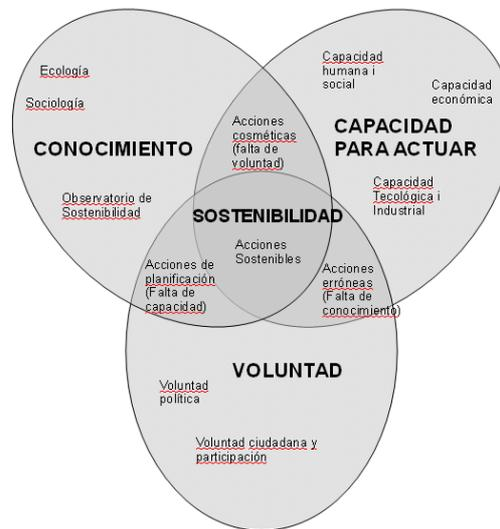 Ecología
Sociología
CONOCIMIENTO
Observatorio de
Sostenibilidad
Capacidad
humana i
social
Capacidad
económica
CAPACIDAD
PARA ACTUAR
Capacidad
Tecológica i
Industrial
Acciones
cosméticas
(falta de
voluntad)
SOSTENIBILIDAD
Acciones
Sostenibles
Acciones de
planificación
(Falta de
capacidad)
Acciones
erróneas
(Falta de
conocimiento)
VOLUNTAD
Voluntad
política
Voluntad ciudadana y
participación